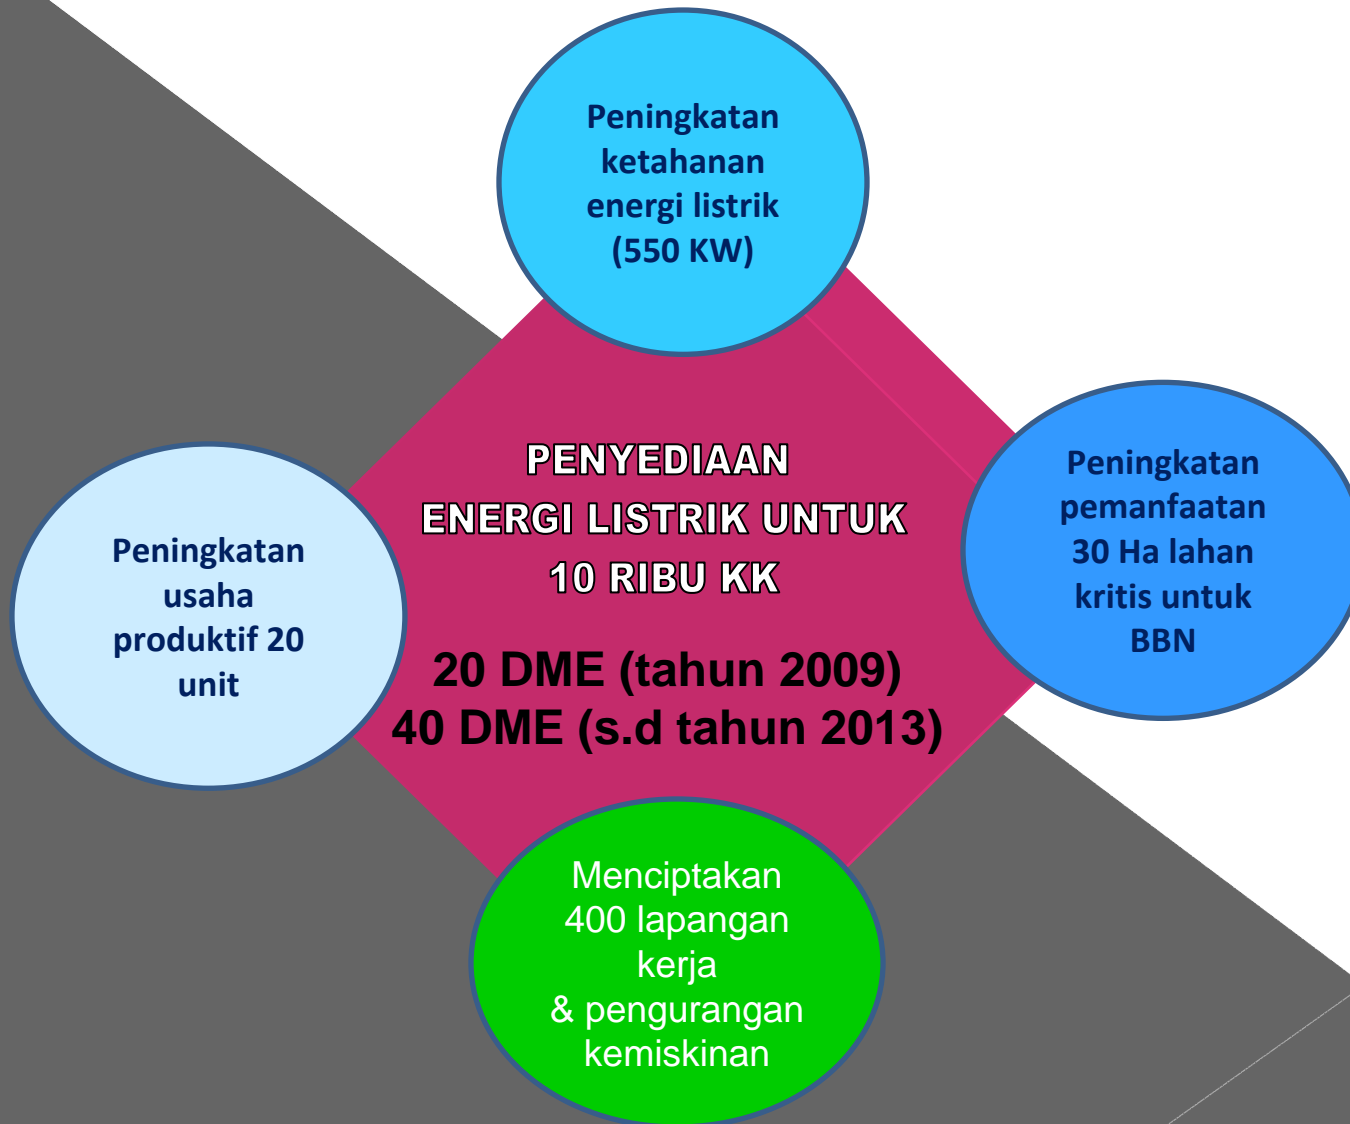 Peningkatan
ketahanan
energi listrik
(550 KW)
PENYEDIAAN
ENERGI LISTRIK UNTUK
10 RIBU KK
20 DME (tahun 2009)
40 DME (s.d tahun 2013)
Peningkatan
pemanfaatan
30 Ha lahan
kritis untuk
BBN
Peningkatan
usaha
produktif 20
unit
Menciptakan
400 lapangan
kerja
& pengurangan
kemiskinan